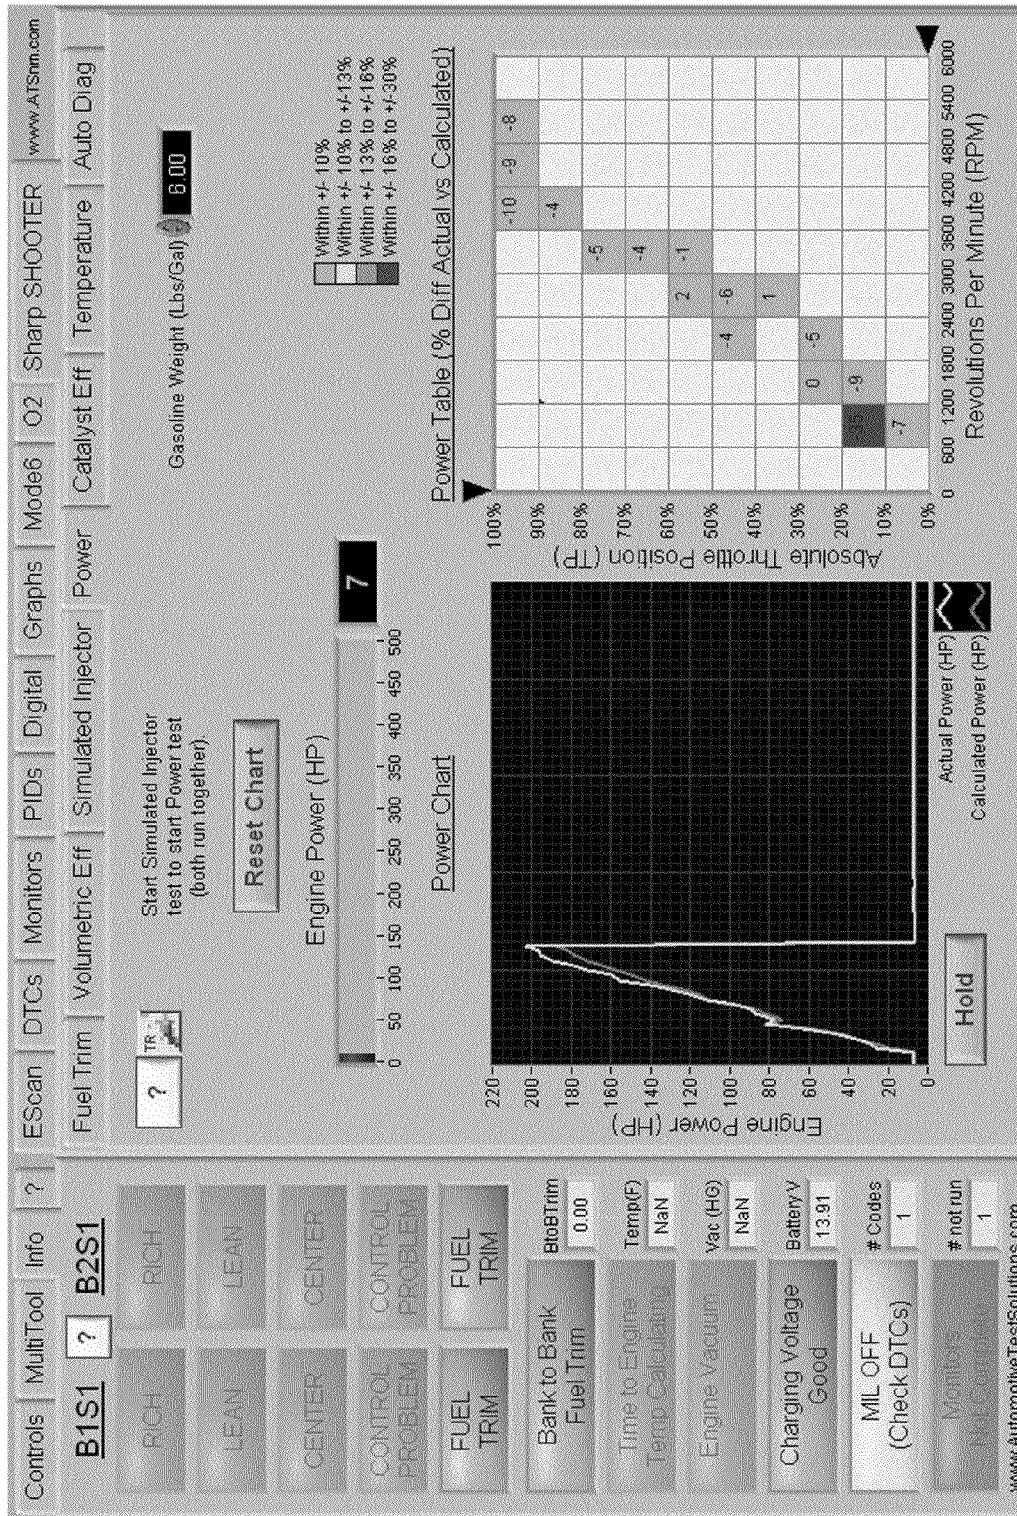 Controls MultiTool Info ? EScan DTCs Monitors PIDs Digital Graphs Mode6 O2 Sharp SHOOTER www.ATSnm.com
Fuel Trim Volumetric Eff Simulated Injector Power Catalyst Eff Temperature Auto Diag
B1S1 ? B2S1
RICH RICH
LEAN LEAN
CENTER CENTER
CONTROL PROBLEM CONTROL PROBLEM
FUEL TRIM FUEL TRIM
Bank to Bank Fuel Trim
BtoBTrim
0.00
Time to Engine Temp Calculating
Temp(F)
NaN
Engine Vacuum
Vac (HG)
NaN
Charging Voltage Good
Battery V
13.91
MIL OFF (Check DTCs)
# Codes
1
Monitors
# not run
1
www.AutomotiveTestSolutions.com
?
TR
Start Simulated Injector
test to start Power test
(both run together)
Reset Chart
Gasoline Weight (Lbs/Gal)
6.00
Engine Power (HP)
7
0 50 100 150 200 250 300 350 400 450 500
Within +/- 10%
Within +/- 10% to +/-13%
Within +/- 13% to +/-16%
Within +/- 16% to +/-30%
Power Chart
Engine Power (HP)
220
200
180
160
140
120
100
80
60
40
20
0
Hold
Actual Power (HP)
Calculated Power (HP)
Power Table (% Diff Actual vs Calculated)
Absolute Throttle Position (TP)
100%
90%
80%
70%
60%
50%
40%
30%
20%
10%
0%
-10 -9 -8
-4
-5
-4
2 -1
-4 -6
1
0 -5
-35 -9
-7
0 600 1200 1800 2400 3000 3600 4200 4800 5400 6000
Revolutions Per Minute (RPM)